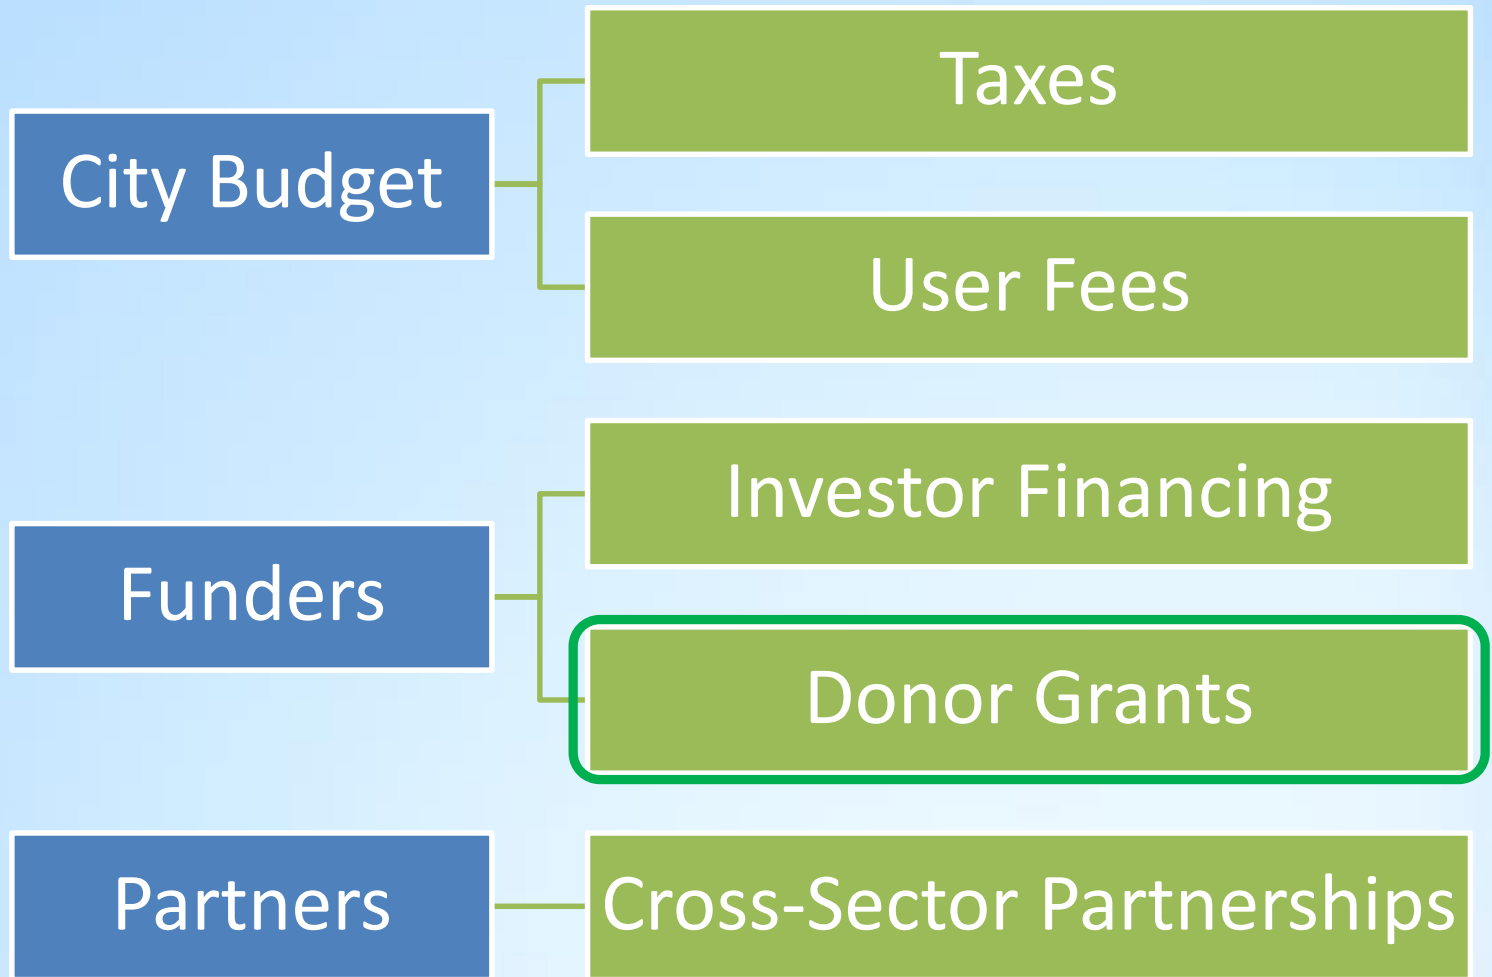 City Budget
Taxes
User Fees
Funders
Investor Financing
Donor Grants
Partners
Cross-Sector Partnerships